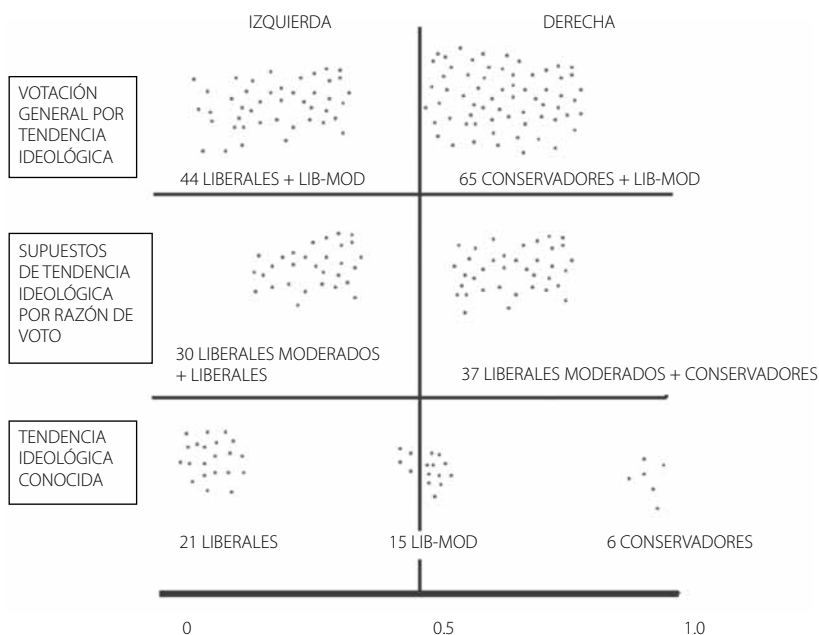 IZQUIERDA
DERECHA
VOTACIÓN
GENERAL POR
TENDENCIA
IDEOLÓGICA
44 LIBERALES + LIB-MOD
65 CONSERVADORES + LIB-MOD
SUPUESTOS
DE TENDENCIA
IDEOLÓGICA
POR RAZÓN DE
VOTO
30 LIBERALES MODERADOS
+ LIBERALES
37 LIBERALES MODERADOS + CONSERVADORES
TENDENCIA
IDEOLÓGICA
CONOCIDA
21 LIBERALES
15 LIB-MOD
6 CONSERVADORES
0
0.5
1.0